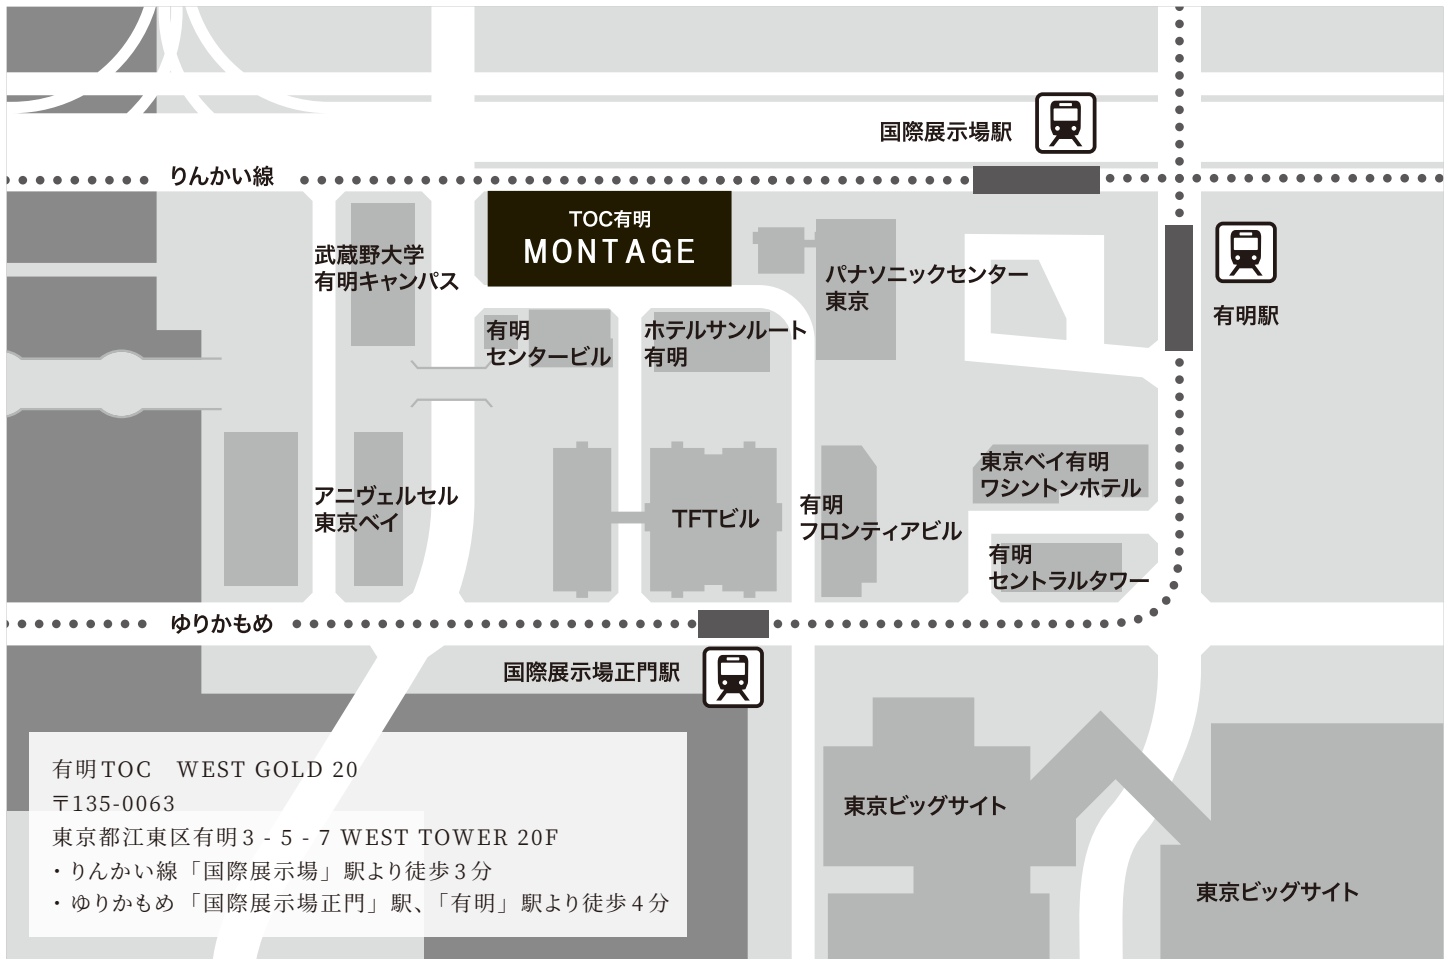 国際展示場駅
りんかい線
TOC有明
MONTAGE
武蔵野大学
有明キャンパス
パナソニックセンター
東京
有明駅
有明
センタービル
ホテルサンルート
有明
東京ベイ有明
ワシントンホテル
アニヴェルセル
東京ベイ
TFTビル
有明
フロンティアビル
有明
セントラルタワー
ゆりかもめ
国際展示場正門駅
有明TOC　WEST GOLD 20
〒135-0063
東京都江東区有明3 - 5 - 7 WEST TOWER 20F
・りんかい線「国際展示場」駅より徒歩3分
・ゆりかもめ「国際展示場正門」駅、「有明」駅より徒歩4分
東京ビッグサイト
東京ビッグサイト